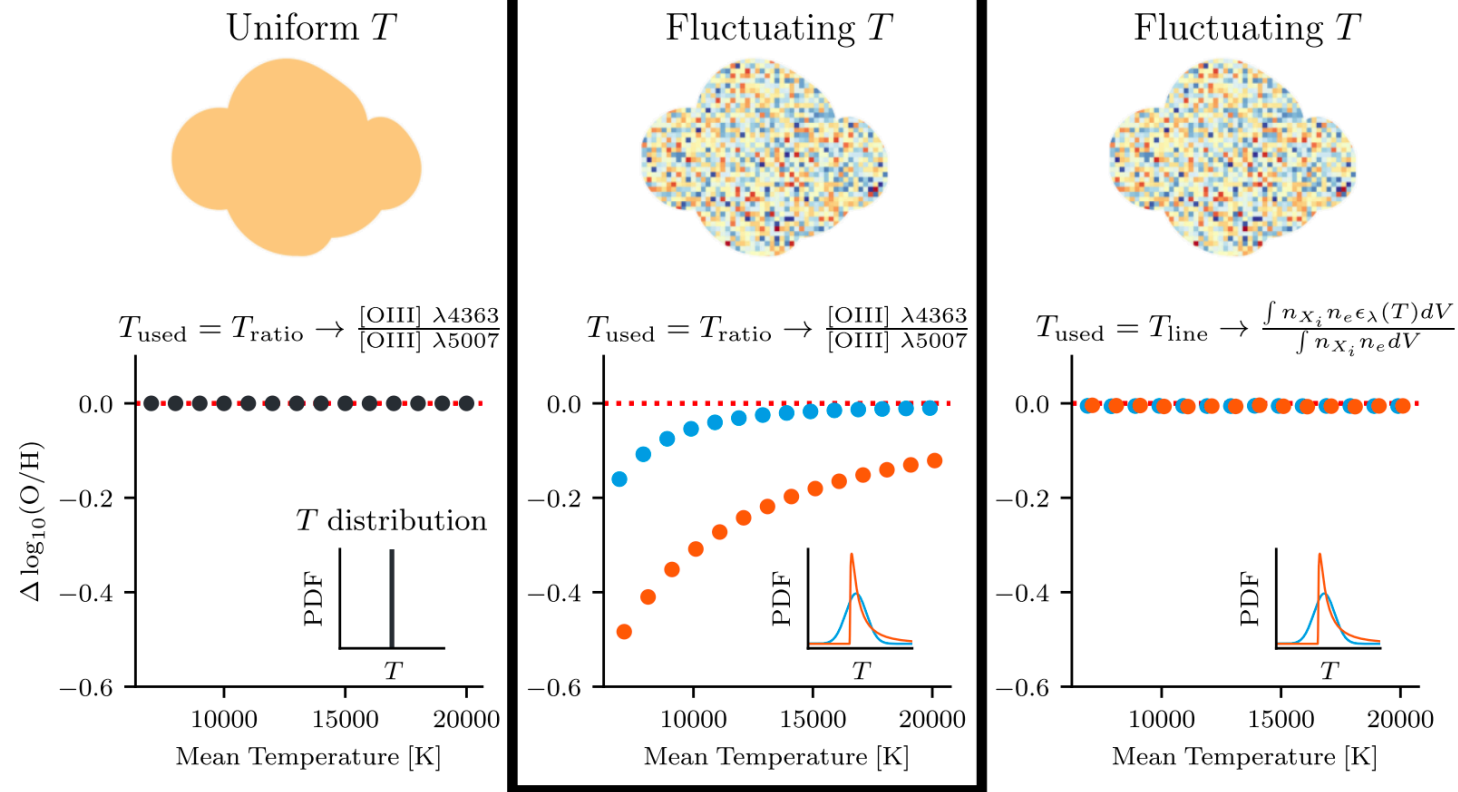 Uniform T
Fluctuating T
Fluctuating T
T_used = T_ratio → [OIII] λ4363 / [OIII] λ5007
T_used = T_ratio → [OIII] λ4363 / [OIII] λ5007
T_used = T_line → ∫ n_{X_i} n_e ϵ_λ(T)dV / ∫ n_{X_i} n_e dV
Δ log₁₀(O/H)
0.0
−0.2
−0.4
−0.6
T distribution
PDF
T
10000 15000 20000
Mean Temperature [K]
0.0
−0.2
−0.4
−0.6
PDF
T
10000 15000 20000
Mean Temperature [K]
0.0
−0.2
−0.4
−0.6
PDF
T
10000 15000 20000
Mean Temperature [K]